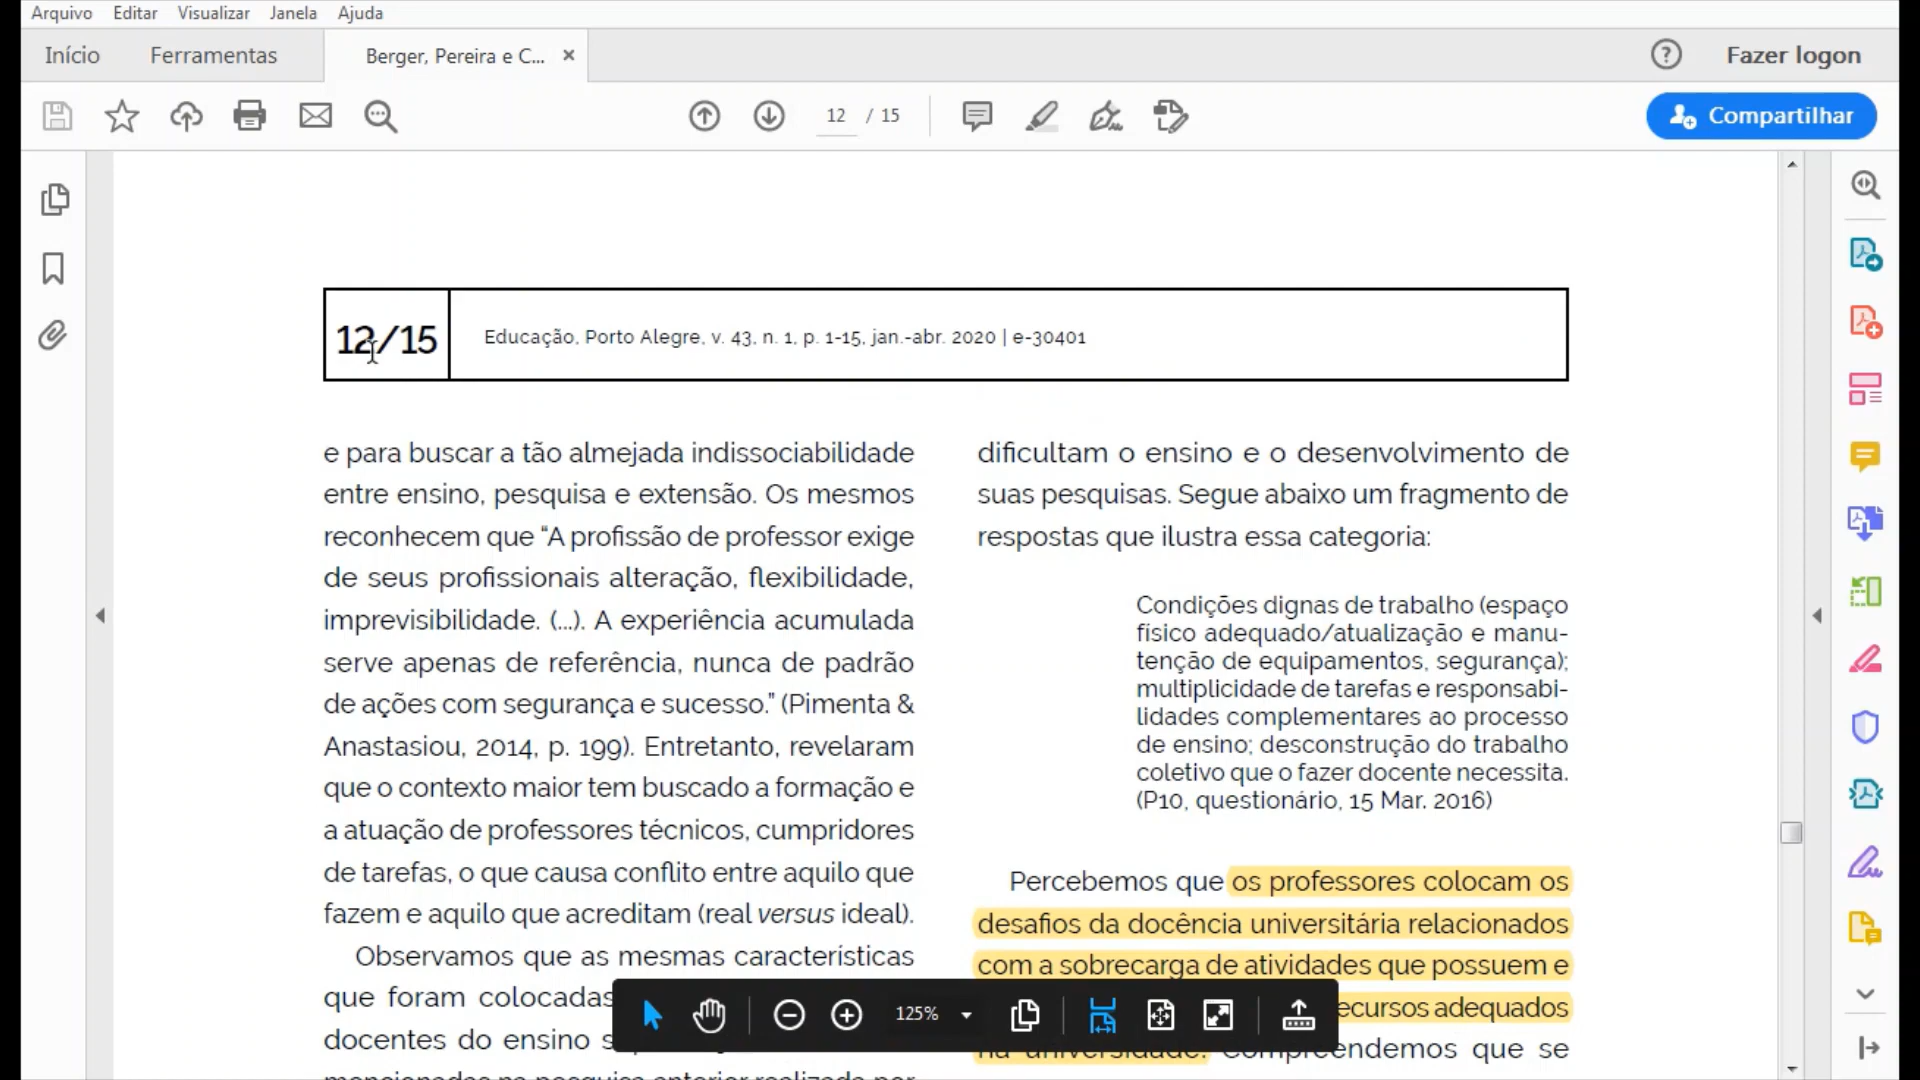 Arquivo Editar Visualizar Janela Ajuda
Início Ferramentas Berger, Pereira e C... × ? Fazer logon
12 / 15 Compartilhar
12/15 Educação, Porto Alegre, v. 43, n. 1, p. 1-15, jan.-abr. 2020 | e-30401
e para buscar a tão almejada indissociabilidade
entre ensino, pesquisa e extensão. Os mesmos
reconhecem que “A profissão de professor exige
de seus profissionais alteração, flexibilidade,
imprevisibilidade. (...). A experiência acumulada
serve apenas de referência, nunca de padrão
de ações com segurança e sucesso.” (Pimenta &
Anastasiou, 2014, p. 199). Entretanto, revelaram
que o contexto maior tem buscado a formação e
a atuação de professores técnicos, cumpridores
de tarefas, o que causa conflito entre aquilo que
fazem e aquilo que acreditam (real versus ideal).
Observamos que as mesmas características
que foram colocadas
docentes do ensino
dificultam o ensino e o desenvolvimento de
suas pesquisas. Segue abaixo um fragmento de
respostas que ilustra essa categoria:
Condições dignas de trabalho (espaço
físico adequado/atualização e manu-
tenção de equipamentos, segurança);
multiplicidade de tarefas e responsabi-
lidades complementares ao processo
de ensino; desconstrução do trabalho
coletivo que o fazer docente necessita.
(P10, questionário, 15 Mar. 2016)
Percebemos que os professores colocam os
desafios da docência universitária relacionados
com a sobrecarga de atividades que possuem e
ecursos adequados
na universidade. Compreendemos que se
125%